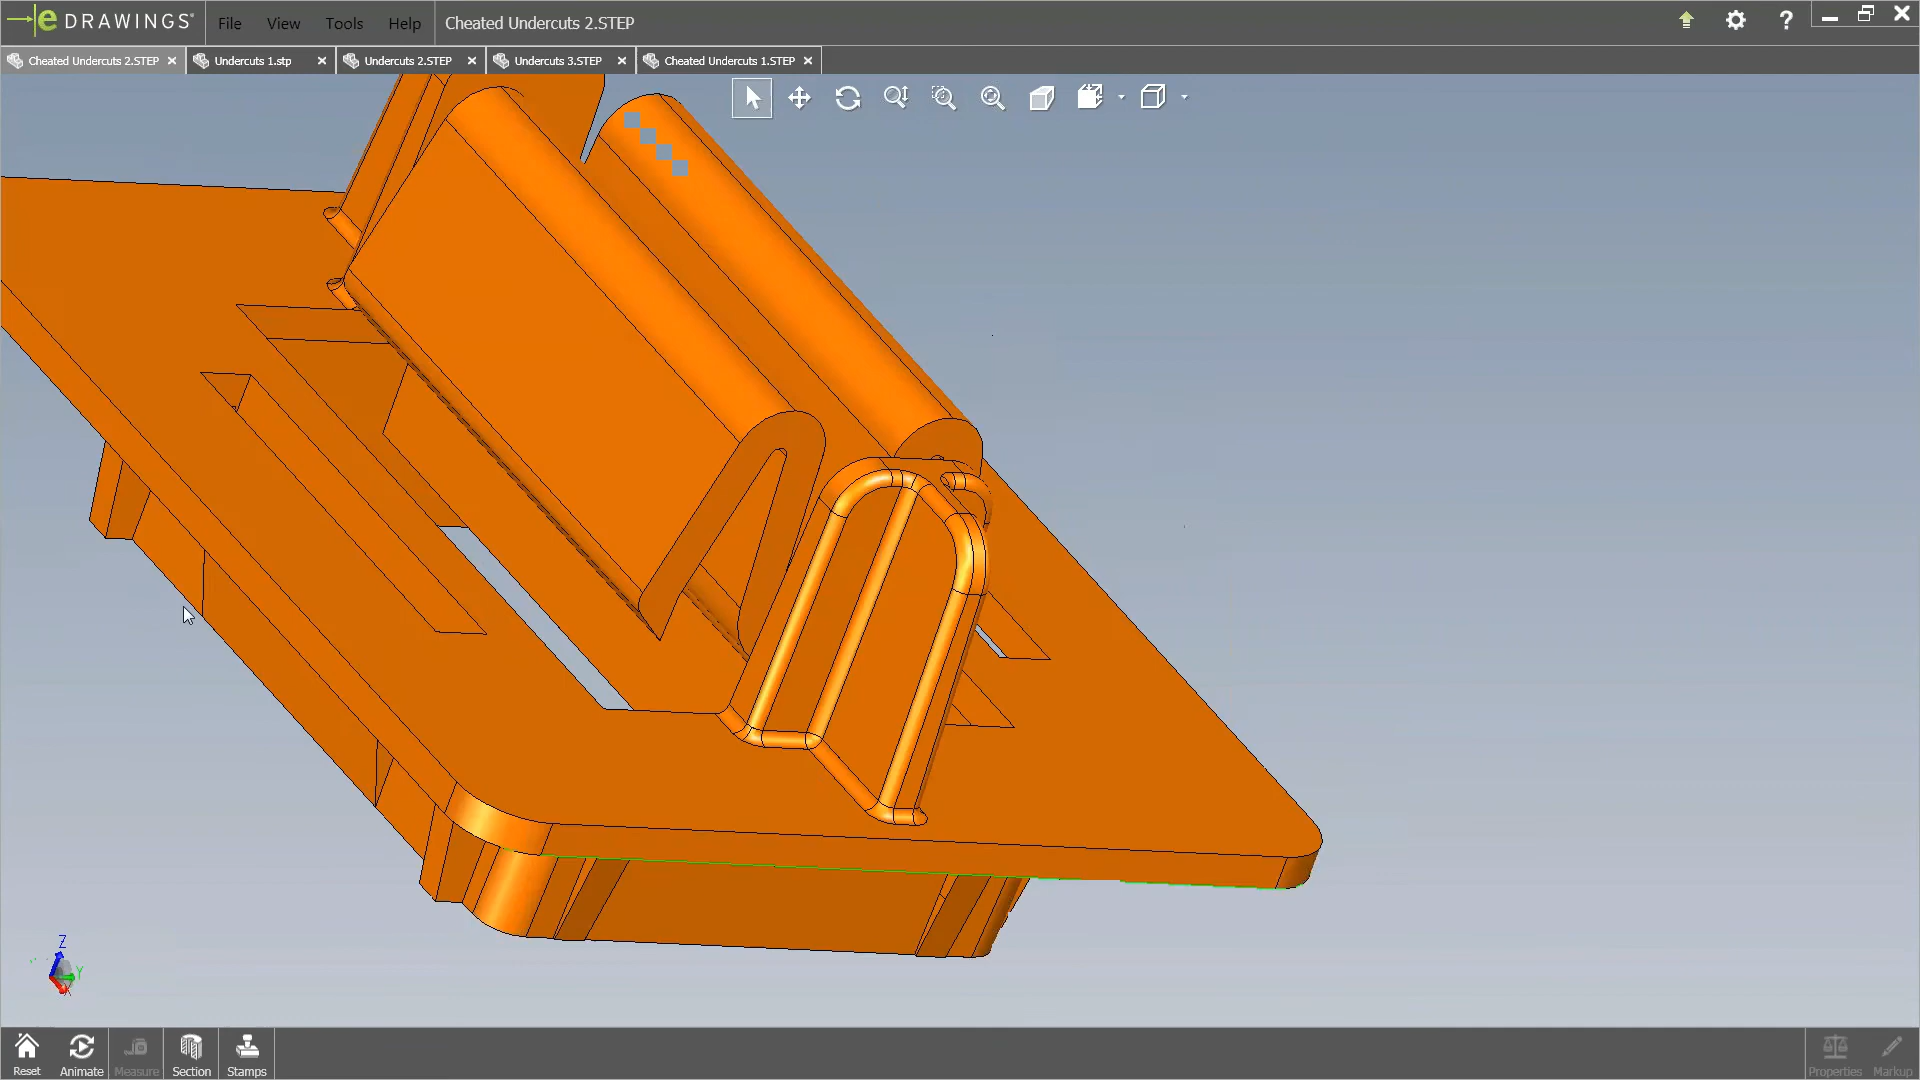 eDRAWINGS®
File View Tools Help
Cheated Undercuts 2.STEP
?
Cheated Undercuts 2.STEP
Undercuts 1.stp
Undercuts 2.STEP
Undercuts 3.STEP
Cheated Undercuts 1.STEP
Z
Y
X
Reset
Animate
Measure
Section
Stamps
Properties
Markup